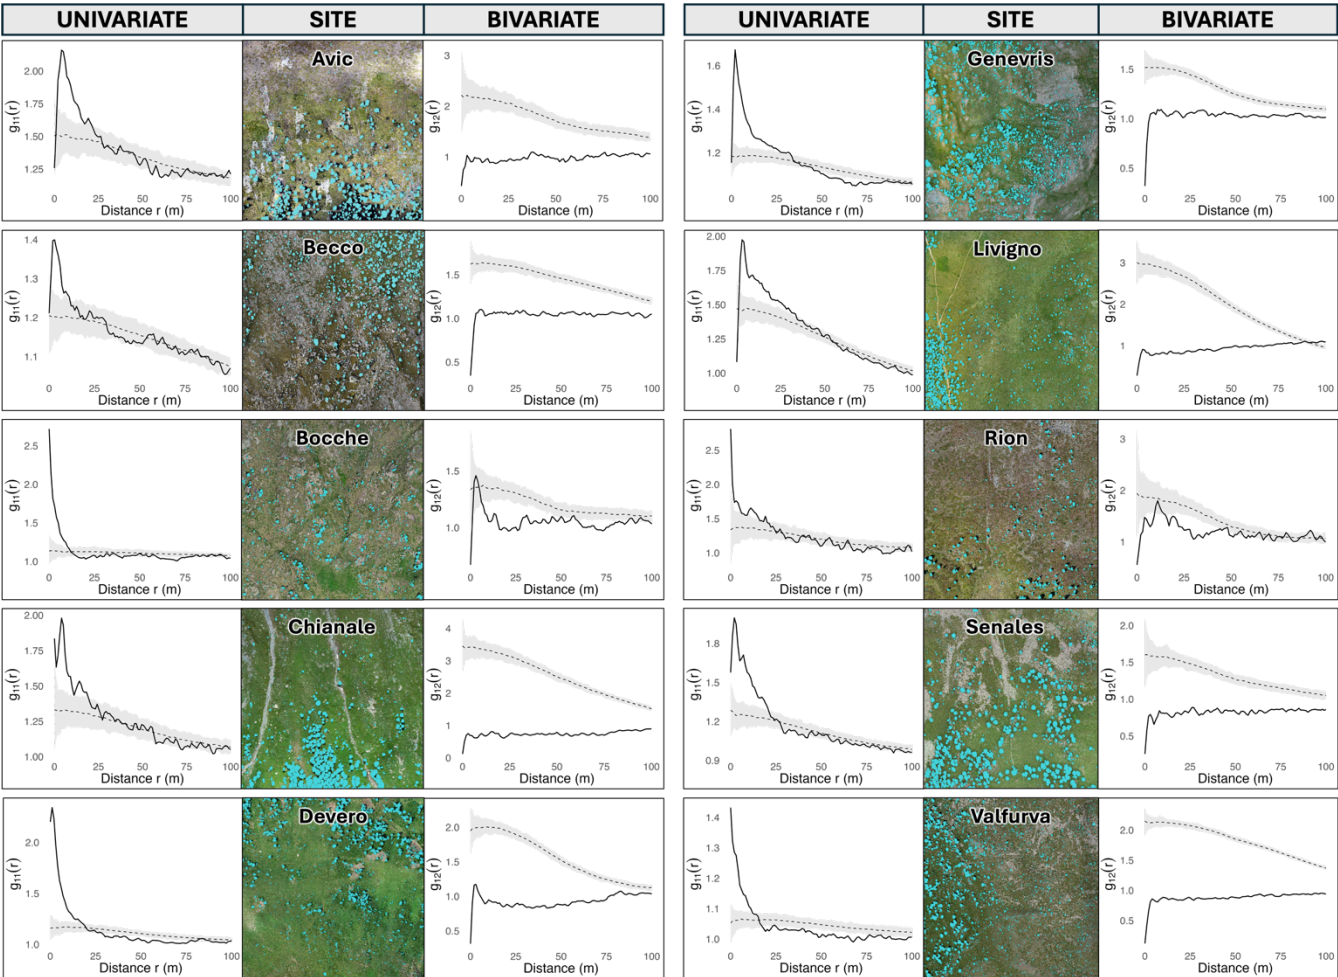 UNIVARIATE SITE BIVARIATE UNIVARIATE SITE BIVARIATE
Avic
g11(r)
2.00
1.75
1.50
1.25
0 25 50 75 100
Distance r (m)
g12(r)
3
2
1
0 25 50 75 100
Distance r (m)
Genevris
g11(r)
1.6
1.4
1.2
0 25 50 75 100
Distance r (m)
g12(r)
1.5
1.0
0.5
0 25 50 75 100
Distance r (m)
Becco
g11(r)
1.4
1.3
1.2
1.1
0 25 50 75 100
Distance r (m)
g12(r)
1.5
1.0
0.5
0 25 50 75 100
Distance r (m)
Livigno
g11(r)
2.00
1.75
1.50
1.25
1.00
0 25 50 75 100
Distance r (m)
g12(r)
3
2
1
0 25 50 75 100
Distance r (m)
Bocche
g11(r)
2.5
2.0
1.5
1.0
0 25 50 75 100
Distance r (m)
g12(r)
1.5
1.0
0 25 50 75 100
Distance r (m)
Rion
g11(r)
2.5
2.0
1.5
1.0
0 25 50 75 100
Distance r (m)
g12(r)
3
2
1
0 25 50 75 100
Distance r (m)
Chianale
g11(r)
2.00
1.75
1.50
1.25
1.00
0 25 50 75 100
Distance r (m)
g12(r)
4
3
2
1
0
0 25 50 75 100
Distance r (m)
Senales
g11(r)
1.8
1.5
1.2
0.9
0 25 50 75 100
Distance r (m)
g12(r)
2.0
1.5
1.0
0.5
0 25 50 75 100
Distance r (m)
Devero
g11(r)
2.0
1.5
1.0
0 25 50 75 100
Distance r (m)
g12(r)
2.0
1.5
1.0
0.5
0 25 50 75 100
Distance r (m)
Valfurva
g11(r)
1.4
1.3
1.2
1.1
1.0
0 25 50 75 100
Distance r (m)
g12(r)
2.0
1.5
1.0
0.5
0 25 50 75 100
Distance r (m)